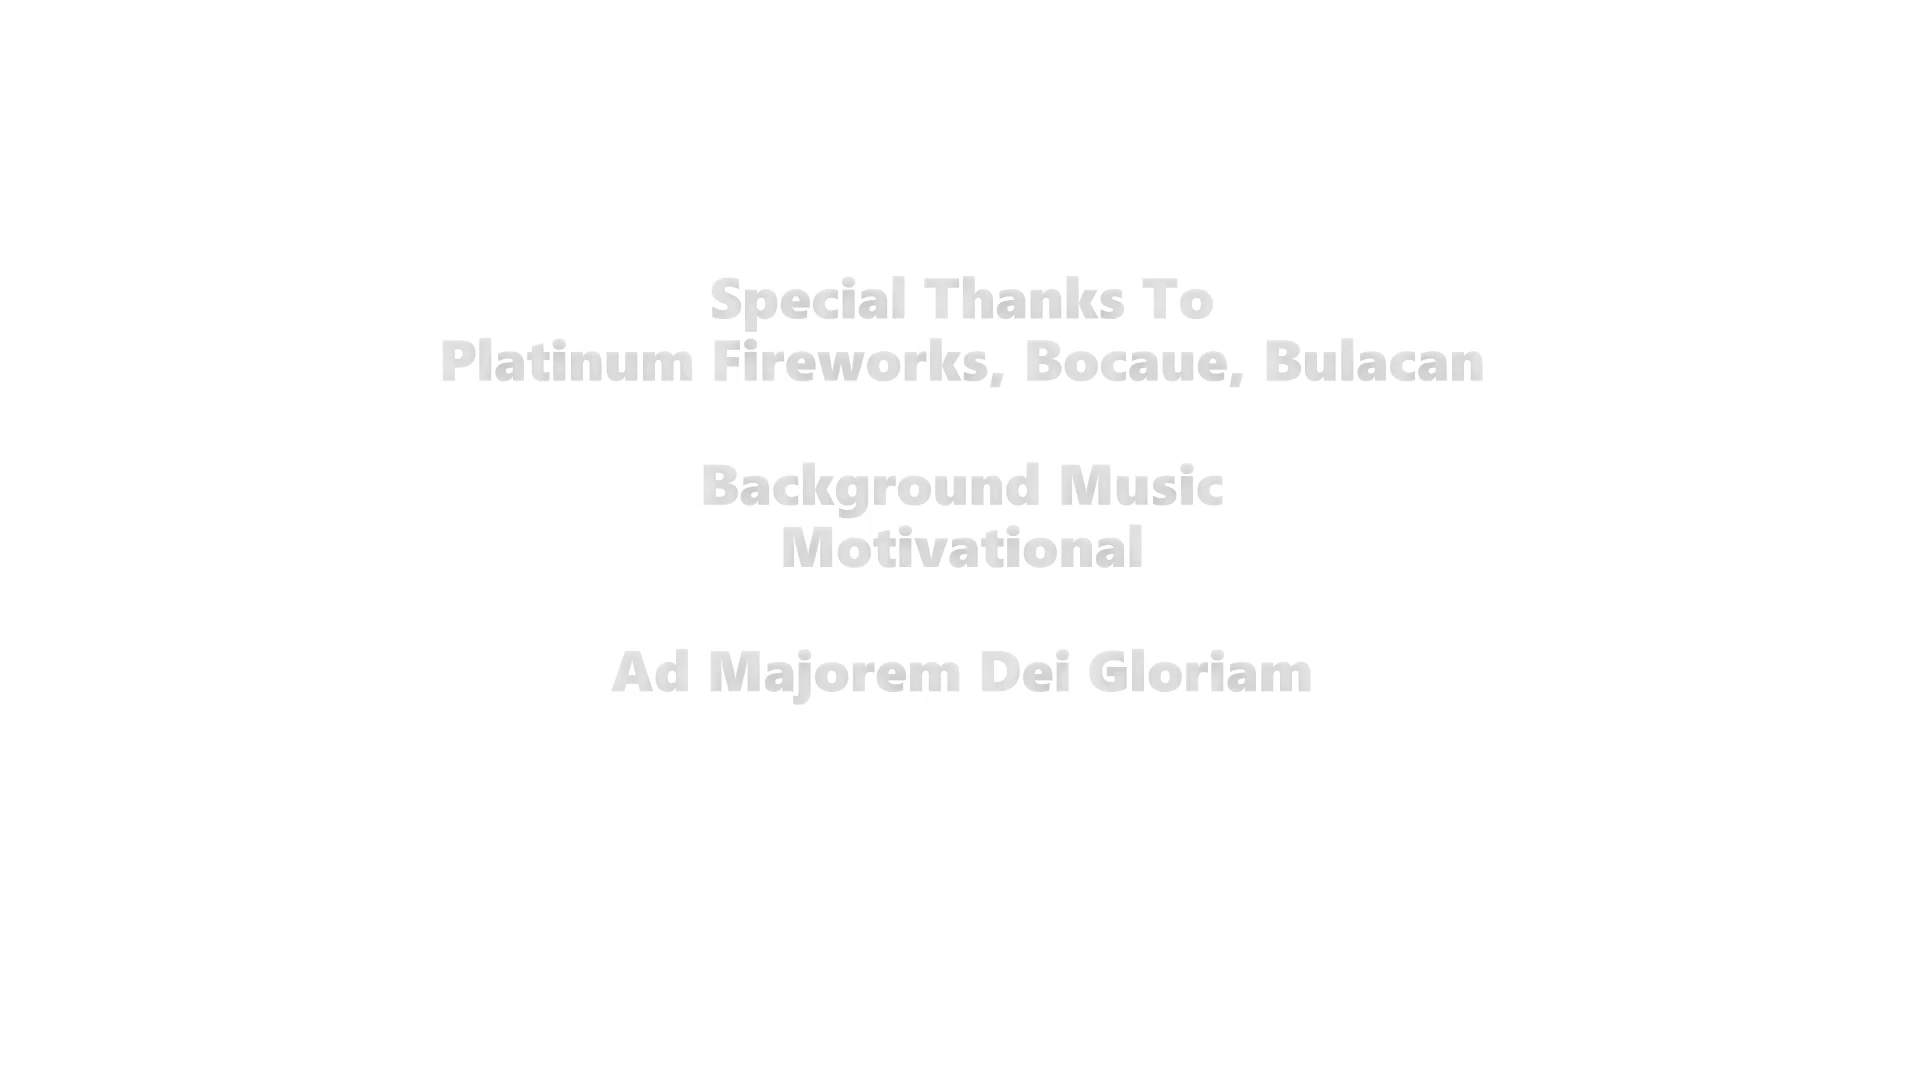 Special Thanks To
Platinum Fireworks, Bocaue, Bulacan
Background Music
Motivational
Ad Majorem Dei Gloriam